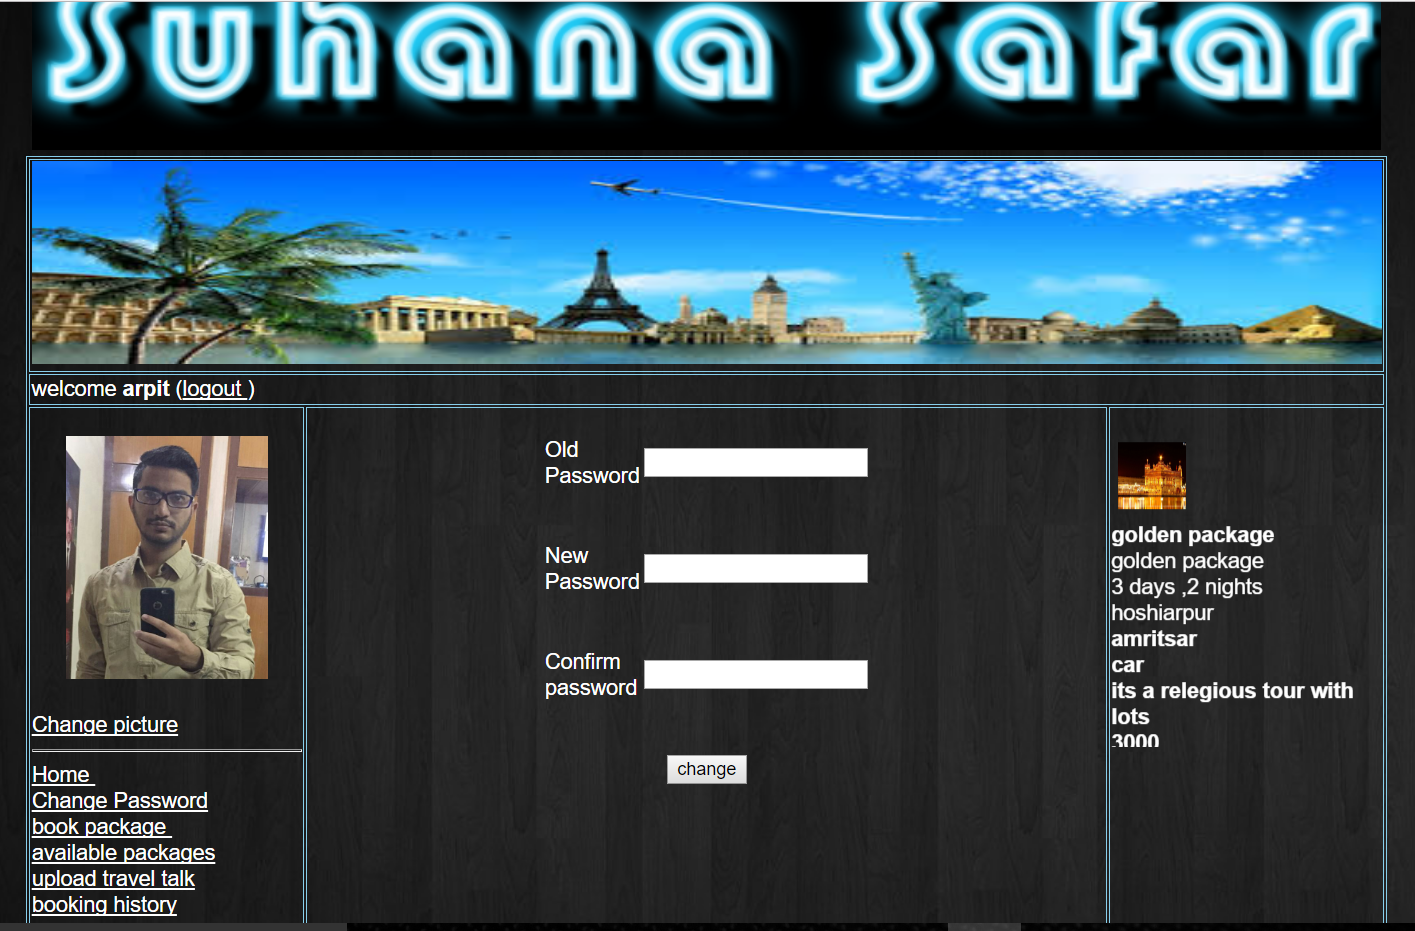 Suhana Safar
welcome arpit (logout )
Change picture
Home
Change Password
book package
available packages
upload travel talk
booking history
Old
Password
New
Password
Confirm
password
change
golden package
golden package
3 days ,2 nights
hoshiarpur
amritsar
car
its a relegious tour with
lots
3000